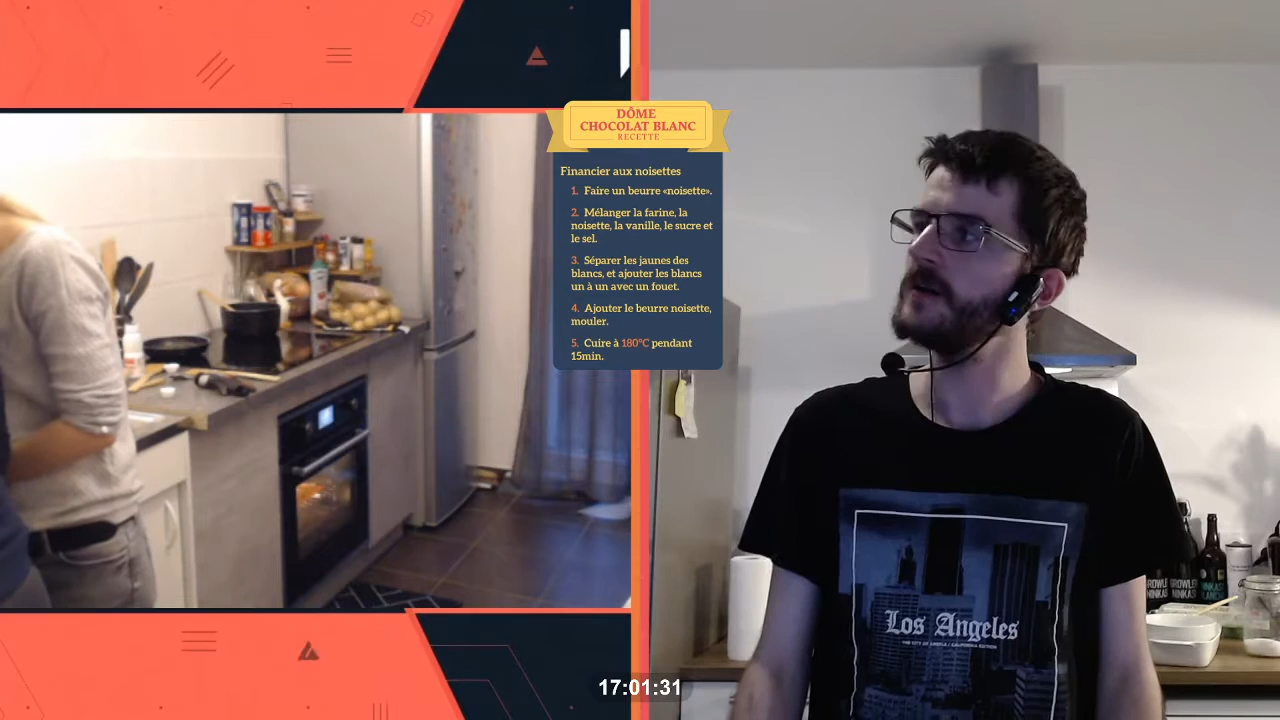 DÔME
CHOCOLAT BLANC
RECETTE
Financier aux noisettes
1. Faire un beurre «noisette».
2. Mélanger la farine, la
noisette, la vanille, le sucre et
le sel.
3. Séparer les jaunes des
blancs, et ajouter les blancs
un à un avec un fouet.
4. Ajouter le beurre noisette,
mouler.
5. Cuire à 180°C pendant
15min.
Los Angeles
17:01:31